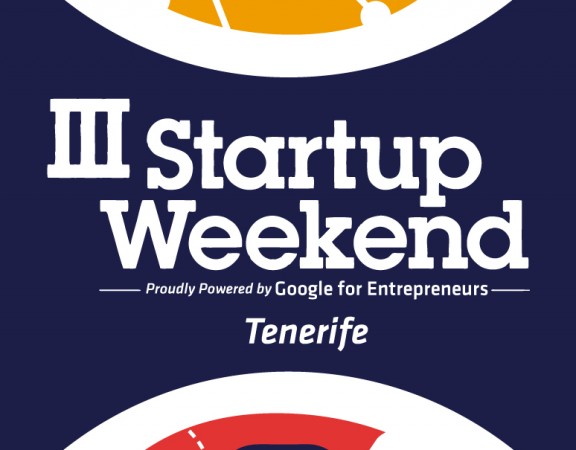 III Startup
Weekend
Proudly Powered by Google for Entrepreneurs
Tenerife